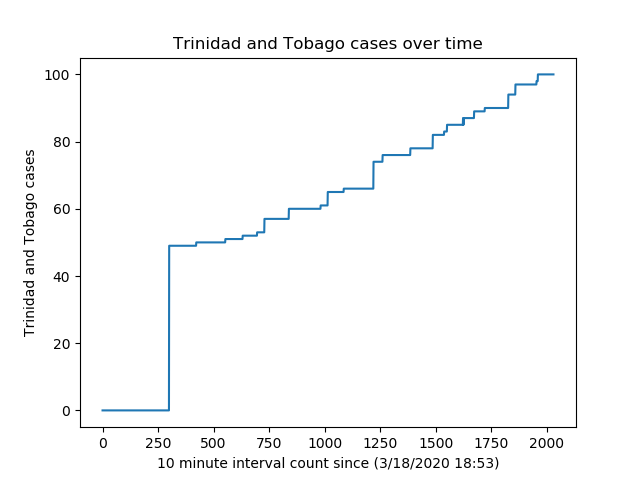 Trinidad and Tobago cases over time
100
80
60
40
20
0
Trinidad and Tobago cases
0 250 500 750 1000 1250 1500 1750 2000
10 minute interval count since (3/18/2020 18:53)